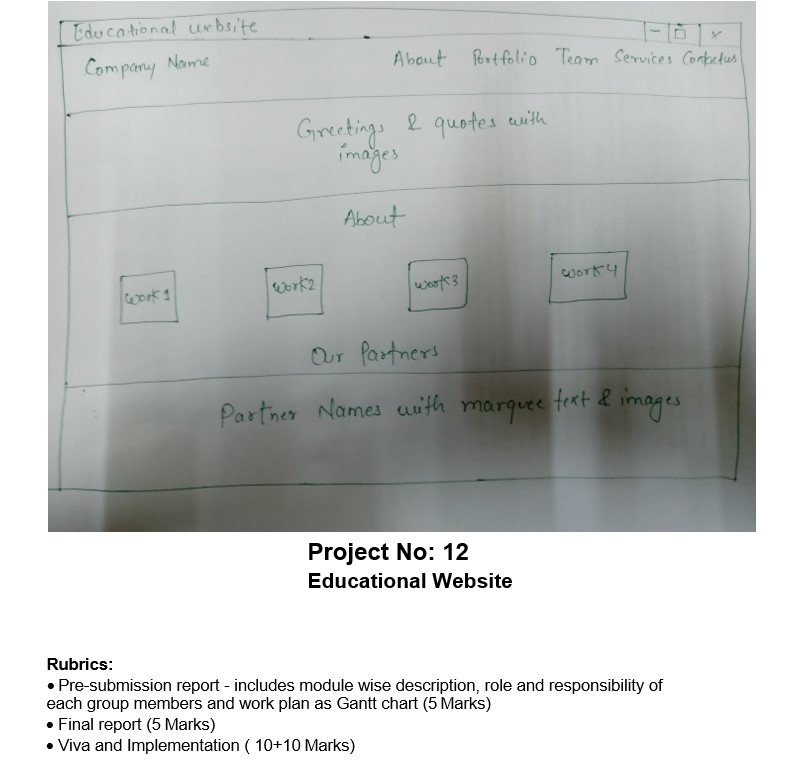 Educational website
Company Name About Portfolio Team Services Contactus
Greetings & quotes with
images
About
work 1 work2 work3 work4
Our Partners
Partner Names with marquee text & images
Project No: 12
Educational Website
Rubrics:
• Pre-submission report - includes module wise description, role and responsibility of
each group members and work plan as Gantt chart (5 Marks)
• Final report (5 Marks)
• Viva and Implementation ( 10+10 Marks)